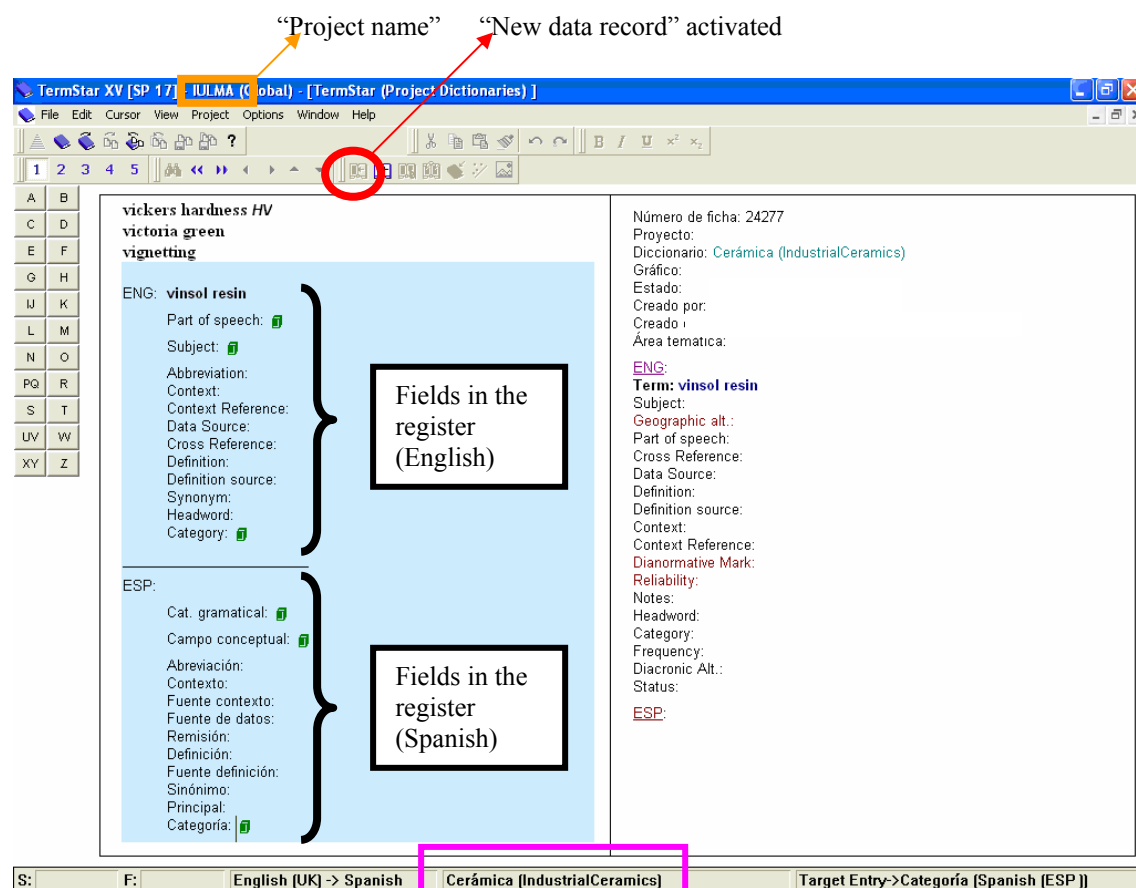 “Project name” “New data record” activated
TermStar XV [SP 17] - IULMA (Global) - [TermStar (Project Dictionaries) ]
File Edit Cursor View Project Options Window Help
B I U x² x₂
1 2 3 4 5
A B
C D
E F
G H
IJ K
L M
N O
PQ R
S T
UV W
XY Z
vickers hardness HV
victoria green
vignetting
ENG: vinsol resin
Part of speech:
Subject:
Abbreviation:
Context:
Context Reference:
Data Source:
Cross Reference:
Definition:
Definition source:
Synonym:
Headword:
Category:
Fields in the
register
(English)
ESP:
Cat. gramatical:
Campo conceptual:
Abreviación:
Contexto:
Fuente contexto:
Fuente de datos:
Remisión:
Definición:
Fuente definición:
Sinónimo:
Principal:
Categoría:
Fields in the
register
(Spanish)
Número de ficha: 24277
Proyecto:
Diccionario: Cerámica (IndustrialCeramics)
Gráfico:
Estado:
Creado por:
Creado
Área tematica:
ENG:
Term: vinsol resin
Subject:
Geographic alt.:
Part of speech:
Cross Reference:
Data Source:
Definition:
Definition source:
Context:
Context Reference:
Dianormative Mark:
Reliability:
Notes:
Headword:
Category:
Frequency:
Diacronic Alt.:
Status:
ESP:
S: F: English (UK) -> Spanish Cerámica (IndustrialCeramics) Target Entry->Categoría [Spanish (ESP )]